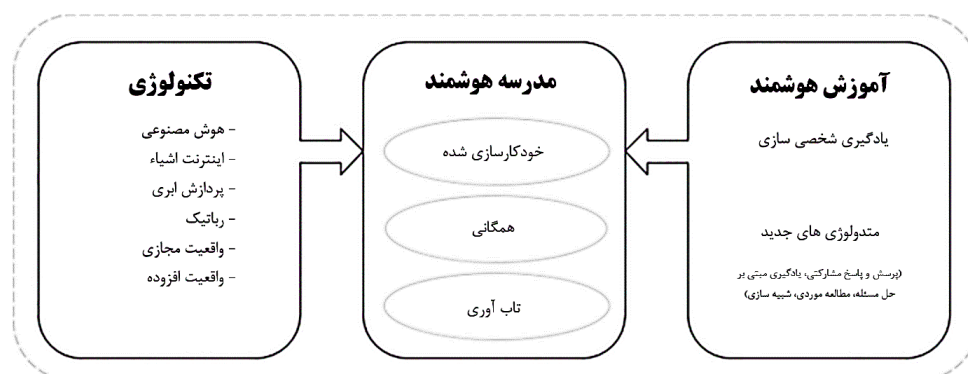 آموزش هوشمند
یادگیری شخصی سازی
متدولوژی های جدید
(پرسش و پاسخ مشارکتی، یادگیری مبتی بر
حل مسئله، مطالعه موردی، شبیه سازی)
مدرسه هوشمند
خودکارسازی شده
همگانی
تاب آوری
تکنولوژی
- هوش مصنوعی
- اینترنت اشیاء
- پردازش ابری
- رباتیک
- واقعیت مجازی
- واقعیت افزوده